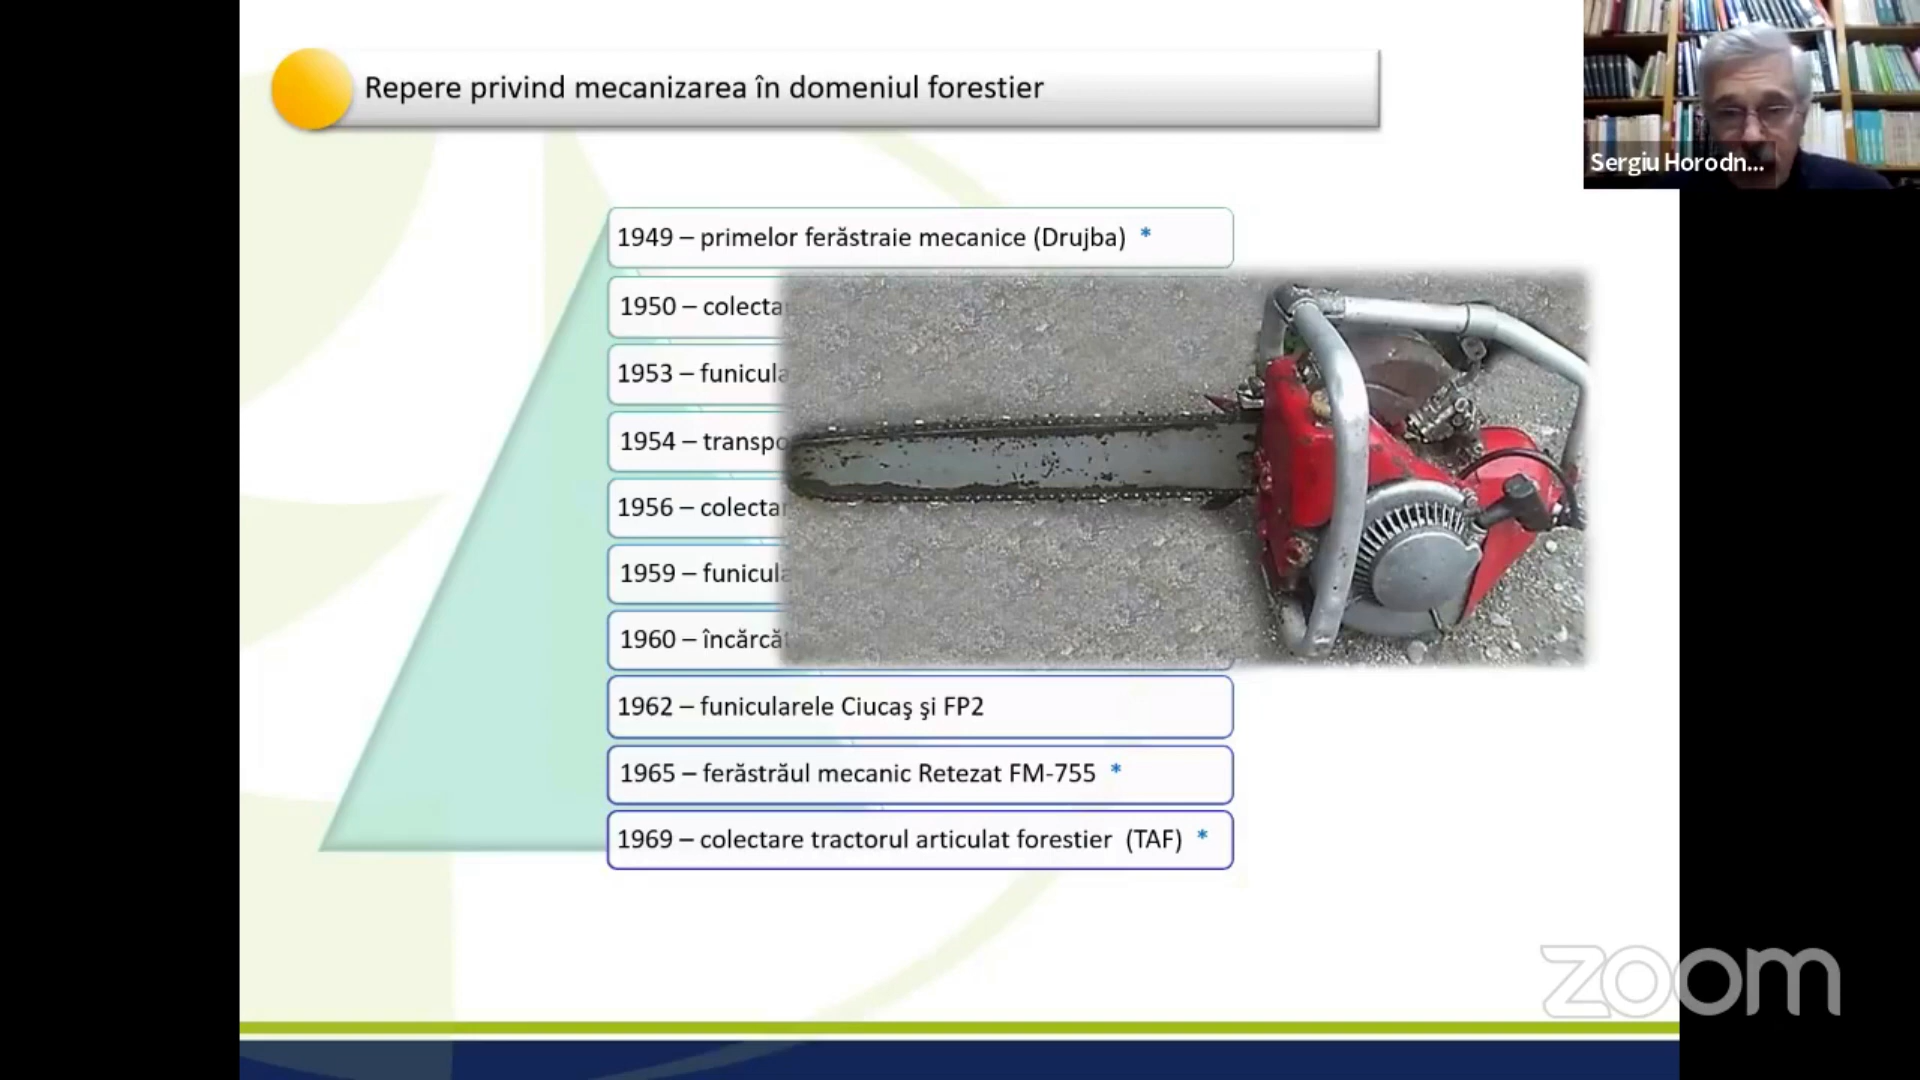 Repere privind mecanizarea în domeniul forestier
Sergiu Horodn...
1949 – primelor ferăstraie mecanice (Drujba) *
1950 – colecta
1953 – funicula
1954 – transpo
1956 – colecta
1959 – funicula
1960 – încărcă
1962 – funicularele Ciucaş şi FP2
1965 – ferăstrăul mecanic Retezat FM-755 *
1969 – colectare tractorul articulat forestier (TAF) *
zoom